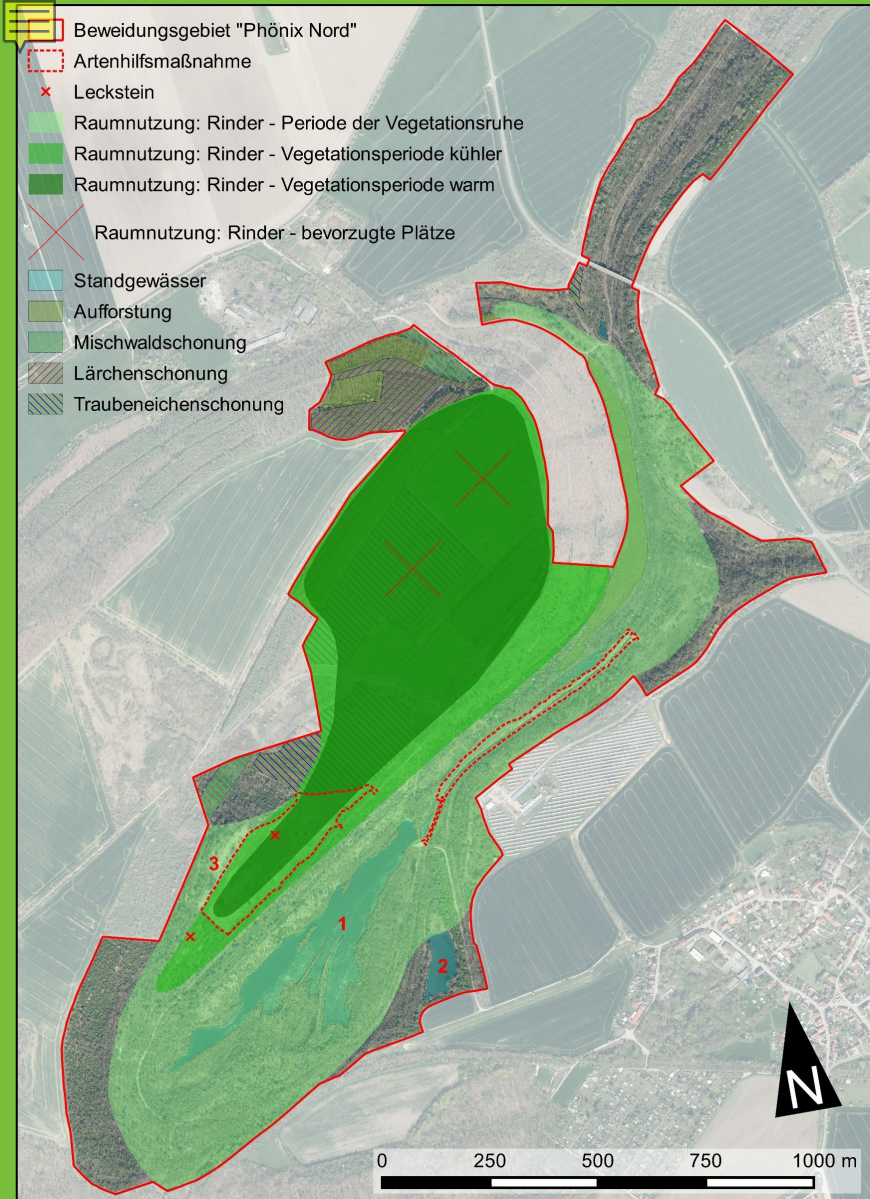 Beweidungsgebiet "Phönix Nord"
Artenhilfsmaßnahme
Leckstein
Raumnutzung: Rinder - Periode der Vegetationsruhe
Raumnutzung: Rinder - Vegetationsperiode kühler
Raumnutzung: Rinder - Vegetationsperiode warm
Raumnutzung: Rinder - bevorzugte Plätze
Standgewässer
Aufforstung
Mischwaldschonung
Lärchenschonung
Traubeneichenschonung
3
1
2
N
0 250 500 750 1000 m